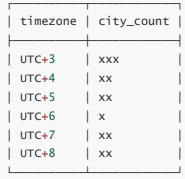 timezone | city_count
UTC+3 | xxx
UTC+4 | xx
UTC+5 | xx
UTC+6 | x
UTC+7 | xx
UTC+8 | xx